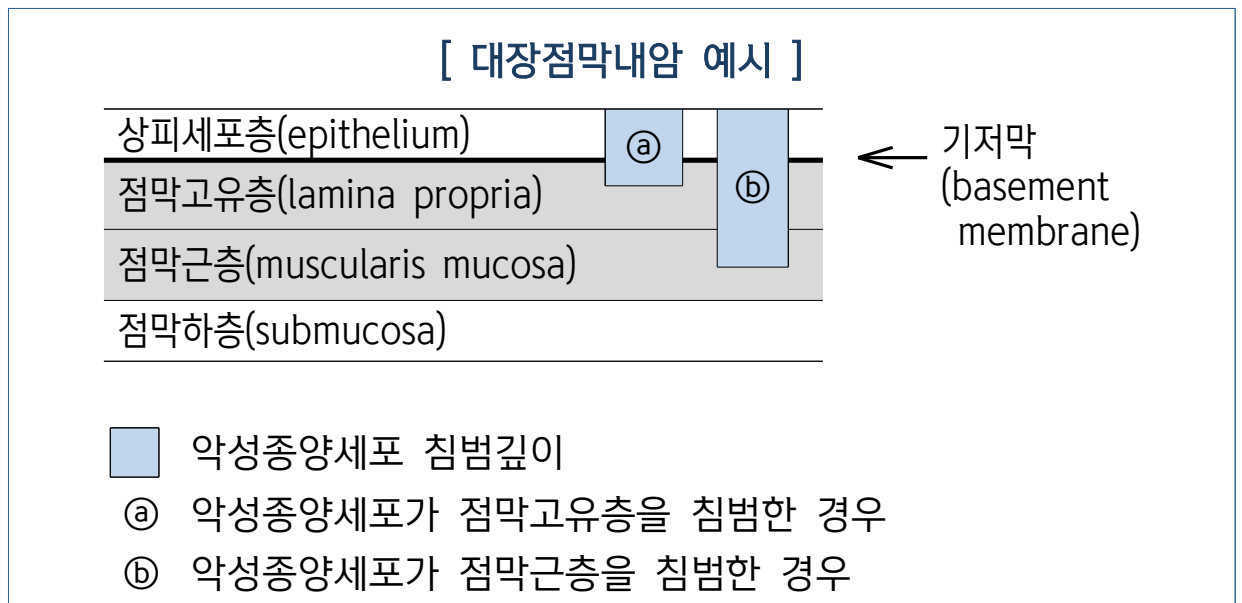 [ 대장점막내암 예시 ]
상피세포층(epithelium)
ⓐ
기저막
(basement
membrane)
점막고유층(lamina propria)
ⓑ
점막근층(muscularis mucosa)
점막하층(submucosa)
악성종양세포 침범깊이
ⓐ 악성종양세포가 점막고유층을 침범한 경우
ⓑ 악성종양세포가 점막근층을 침범한 경우